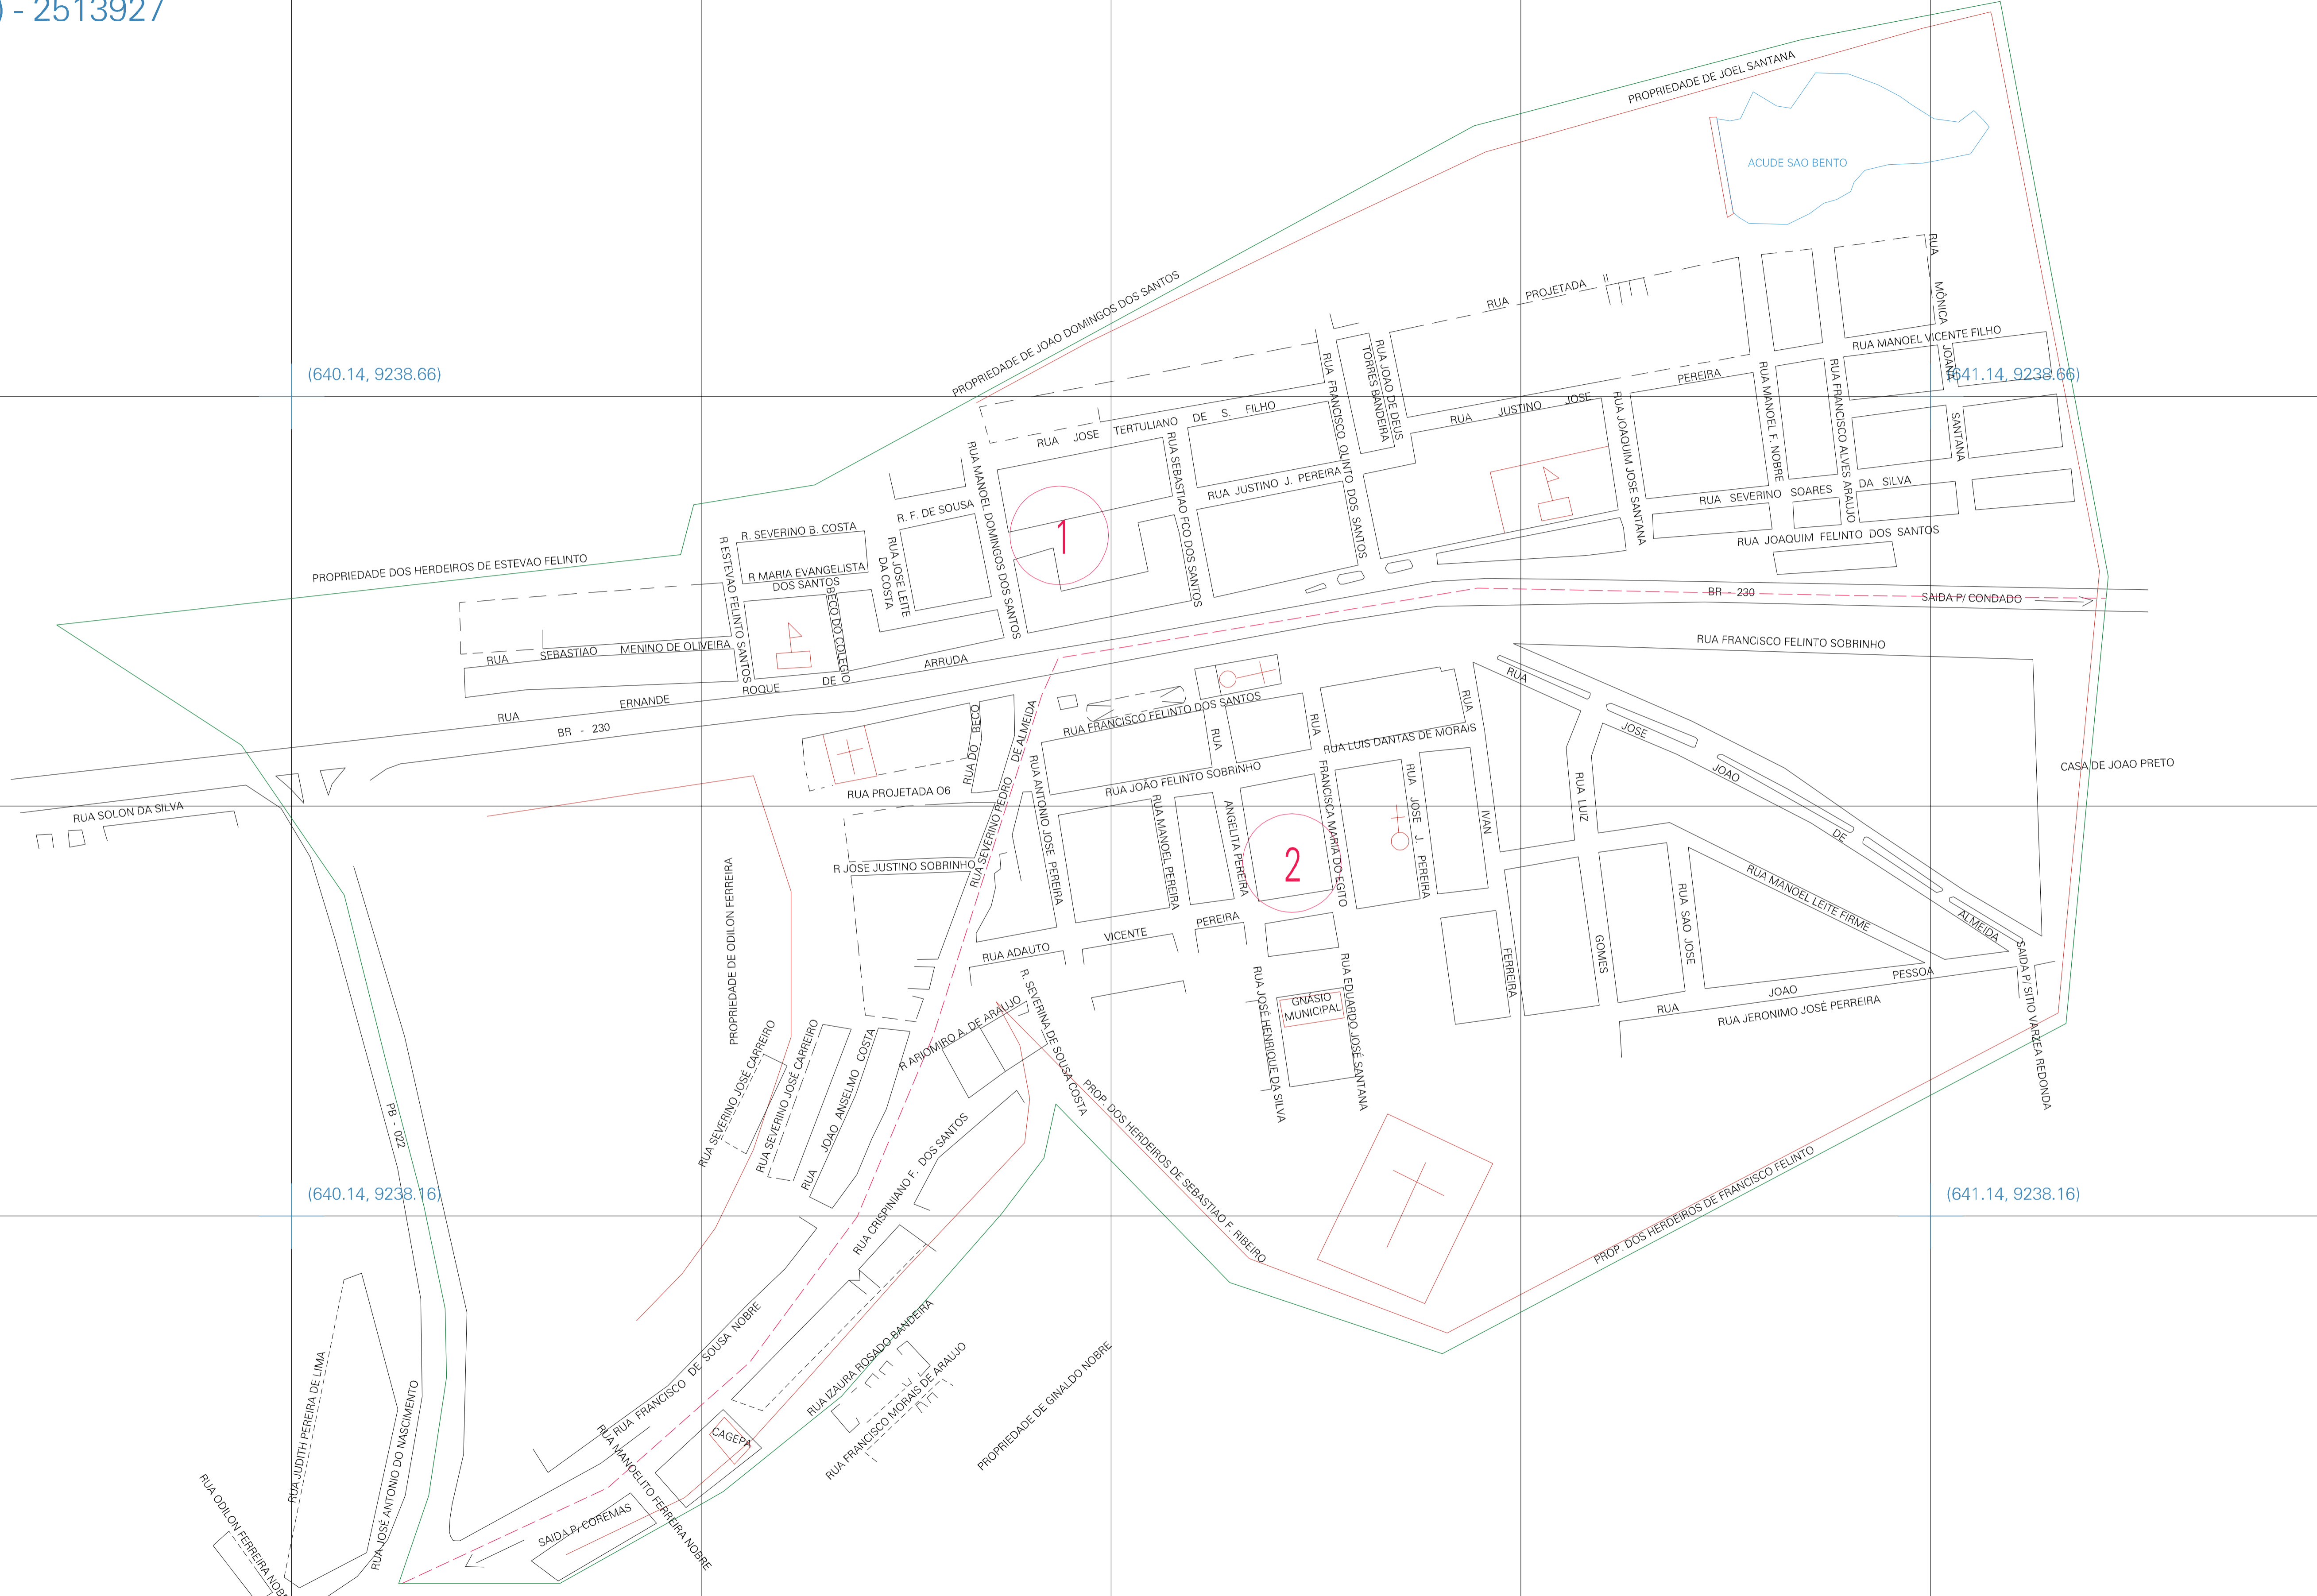 ) - 2513927
PROPRIEDADE DE JOEL SANTANA
ACUDE SAO BENTO
PROPRIEDADE DE JOAO DOMINGOS DOS SANTOS
RUA PROJETADA II
RUA MÔNICA JOANA SANTANA
RUA MANOEL VICENTE FILHO
(640.14, 9238.66)
(641.14, 9238.66)
RUA FRANCISCO OLINTO DOS SANTOS
RUA JOAO DE DEUS
TORRES BANDEIRA
PEREIRA
RUA MANOEL F. NOBRE
RUA FRANCISCO ALVES ARAUJO
RUA JOSE TERTULIANO DE S. FILHO
RUA JUSTINO JOSE
RUA JOAQUIM JOSE SANTANA
RUA MANOEL DOMINGOS DOS SANTOS
RUA SEBASTIAO FCO DOS SANTOS
RUA JUSTINO J. PEREIRA
RUA SEVERINO SOARES DA SILVA
R. F. DE SOUSA
R. SEVERINO B. COSTA
1
RUA JOAQUIM FELINTO DOS SANTOS
R ESTEVAO FELINTO SANTOS
RUA JOSE LEITE
DA COSTA
R MARIA EVANGELISTA
DOS SANTOS
PROPRIEDADE DOS HERDEIROS DE ESTEVAO FELINTO
BECO DO COLEGIO
BR - 230
SAIDA P/ CONDADO
RUA SEBASTIAO MENINO DE OLIVEIRA
RUA FRANCISCO FELINTO SOBRINHO
RUA ERNANDE ROQUE DE ARRUDA
BR - 230
RUA FRANCISCO FELINTO DOS SANTOS
RUA DO BECO
RUA SEVERINO PEDRO DE ALMEIDA
RUA ANGELITA PEREIRA
RUA FRANCISCA MARIA DO EGITO
RUA LUIS DANTAS DE MORAIS
RUA IVAN FERREIRA
RUA JOSE JOAO DE ALMEIDA
RUA ANTONIO JOSE PEREIRA
RUA JOÃO FELINTO SOBRINHO
RUA JOSE J. PEREIRA
RUA LUIZ GOMES
CASA DE JOAO PRETO
RUA PROJETADA O6
RUA MANOEL PEREIRA
RUA SOLON DA SILVA
R JOSE JUSTINO SOBRINHO
2
RUA MANOEL LEITE FIRME
RUA SAO JOSE
PROPRIEDADE DE ODILON FERREIRA
RUA ADAUTO VICENTE PEREIRA
SAIDA P/ SITIO VARZEA REDONDA
RUA JOAO PESSOA
RUA JERONIMO JOSÉ PERREIRA
RUA JOSÉ HENRIQUE DA SILVA
GNÁSIO
MUNICIPAL
RUA EDUARDO JOSÉ SANTANA
R. SEVERINA DE SOUSA COSTA
R ARIOMIRO A. DE ARAUJO
RUA SEVERINO JOSÉ CARREIRO
RUA SEVERINO JOSÉ CARREIRO
RUA JOAO ANSELMO COSTA
PB - 022
PROP. DOS HERDEIROS DE SEBASTIAO F. RIBEIRO
RUA CRISPINIANO F. DOS SANTOS
PROP. DOS HERDEIROS DE FRANCISCO FELINTO
(640.14, 9238.16)
(641.14, 9238.16)
RUA FRANCISCO DE SOUSA NOBRE
RUA IZAURA ROSADO BANDEIRA
RUA FRANCISCO MORAIS DE ARAUJO
PROPRIEDADE DE GINALDO NOBRE
CAGEPA
RUA MANOELITO FERREIRA NOBRE
RUA JUDITH PEREIRA DE LIMA
RUA JOSÉ ANTONIO DO NASCIMENTO
SAIDA P/ COREMAS
RUA ODILON FERREIRA NOBR